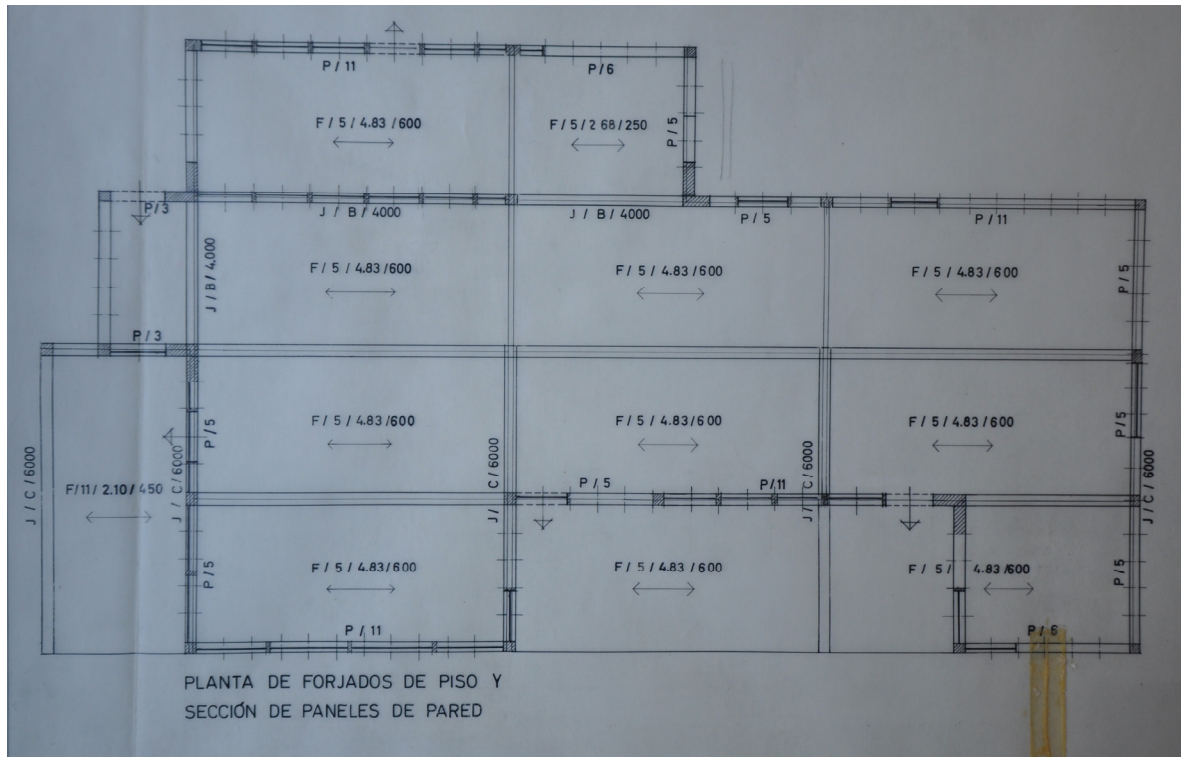 P/11
P/6
F/5/4.83/600
F/5/2.68/250
P/5
P/3
J/B/4000
J/B/4000
P/5
P/11
J/B/4.000
F/5/4.83/600
F/5/4.83/600
F/5/4.83/600
P/5
P/3
F/5/4.83/600
F/5/4.83/600
F/5/4.83/600
P/5
P/5
J/C/6000
F/11/2.10/450
J/C/6000
J/C/6000
P/5
P/11
J/C/6000
J/C/6000
P/5
F/5/4.83/600
F/5/4.83/600
F/5/4.83/600
P/5
P/11
P/6
PLANTA DE FORJADOS DE PISO Y
SECCIÓN DE PANELES DE PARED